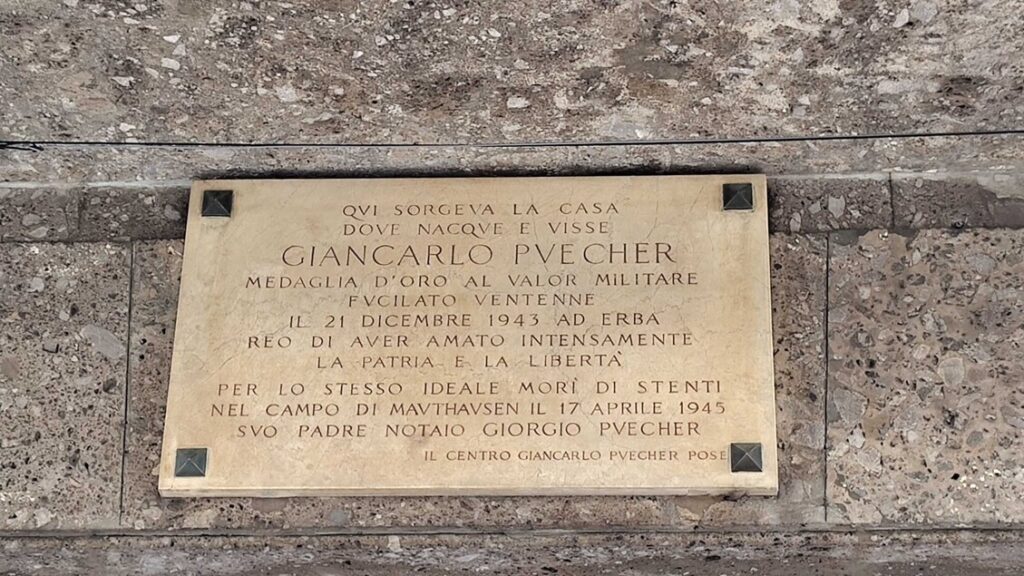 QVI SORGEVA LA CASA
DOVE NACQVE E VISSE
GIANCARLO PVECHER
MEDAGLIA D'ORO AL VALOR MILITARE
FVCILATO VENTENNE
IL 21 DICEMBRE 1943 AD ERBA
REO DI AVER AMATO INTENSAMENTE
LA PATRIA E LA LIBERTA'
PER LO STESSO IDEALE MORÌ DI STENTI
NEL CAMPO DI MAVTHAVSEN IL 17 APRILE 1945
SVO PADRE NOTAIO GIORGIO PVECHER
IL CENTRO GIANCARLO PVECHER POSE